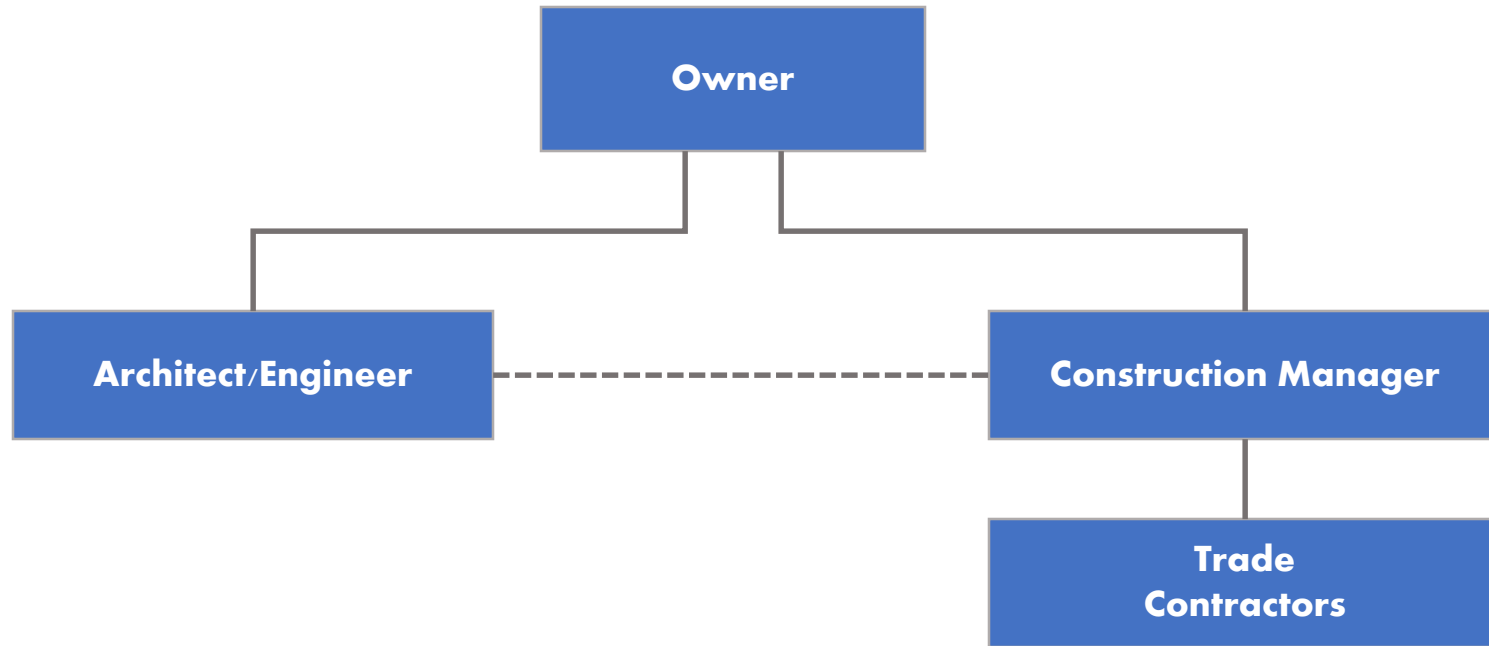 Owner
Architect/Engineer
Construction Manager
Trade
Contractors